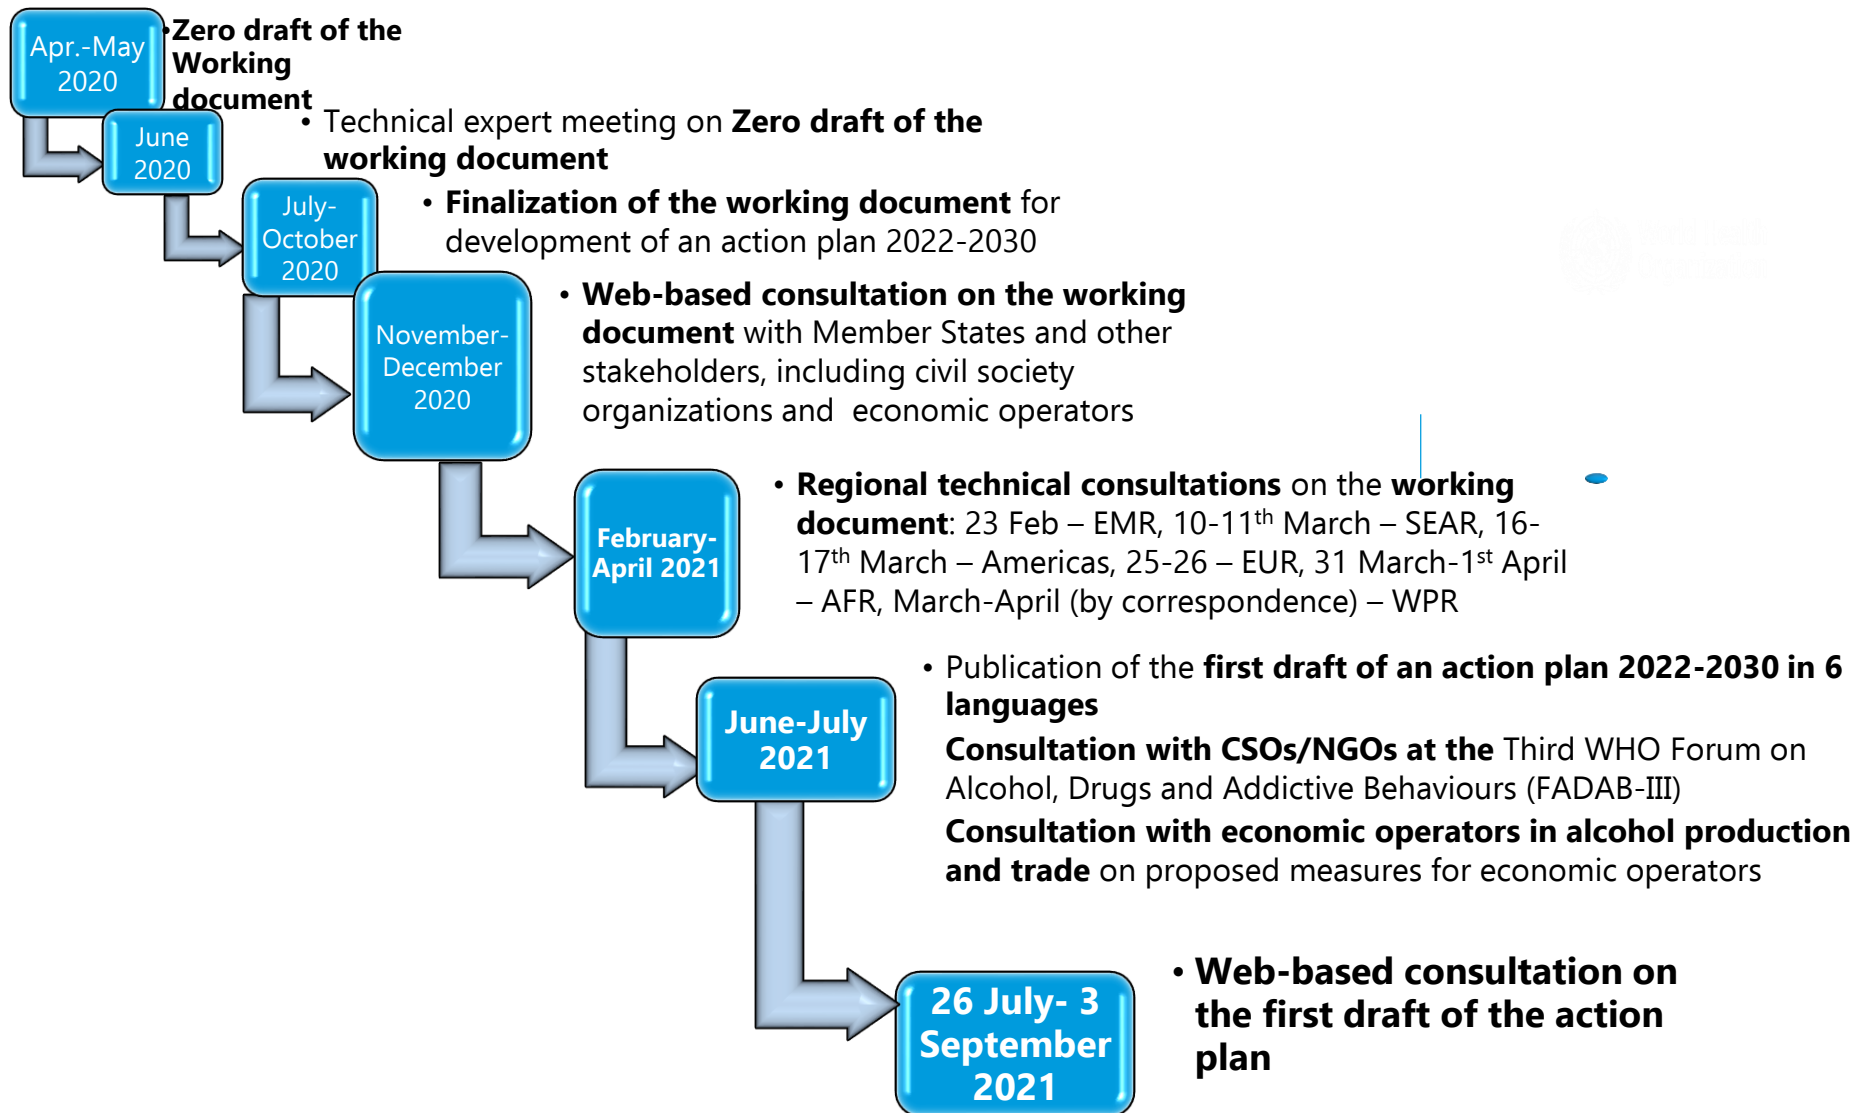 Apr.-May
2020
•Zero draft of the
Working
document
June
2020
• Technical expert meeting on Zero draft of the
working document
July-
October
2020
• Finalization of the working document for
development of an action plan 2022-2030
November-
December
2020
• Web-based consultation on the working
document with Member States and other
stakeholders, including civil society
organizations and  economic operators
February-
April 2021
• Regional technical consultations on the working
document: 23 Feb – EMR, 10-11th March – SEAR, 16-
17th March – Americas, 25-26 – EUR, 31 March-1st April
– AFR, March-April (by correspondence) – WPR
June-July
2021
• Publication of the first draft of an action plan 2022-2030 in 6
languages
Consultation with CSOs/NGOs at the Third WHO Forum on
Alcohol, Drugs and Addictive Behaviours (FADAB-III)
Consultation with economic operators in alcohol production
and trade on proposed measures for economic operators
26 July- 3
September
2021
• Web-based consultation on
the first draft of the action
plan